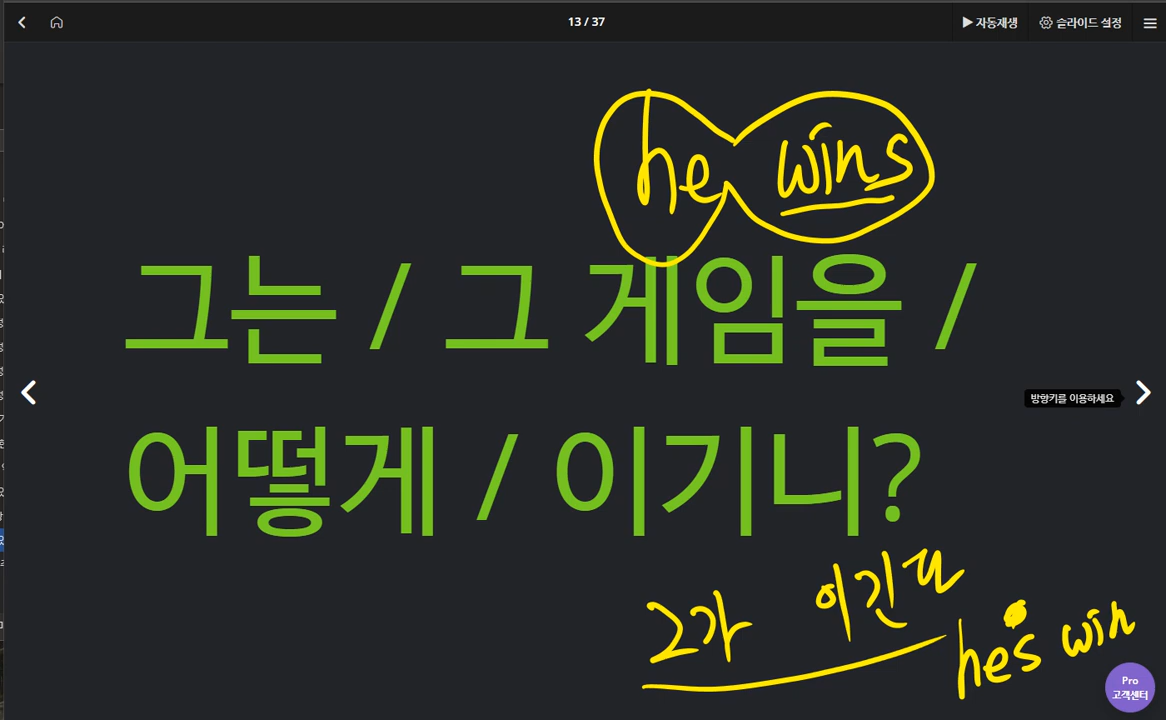 13 / 37
▶ 자동재생
슬라이드 설정
he wins
그는 / 그 게임을 /
어떻게 / 이기니?
방향키를 이용하세요
이긴다
he's win
Pro
고객센터